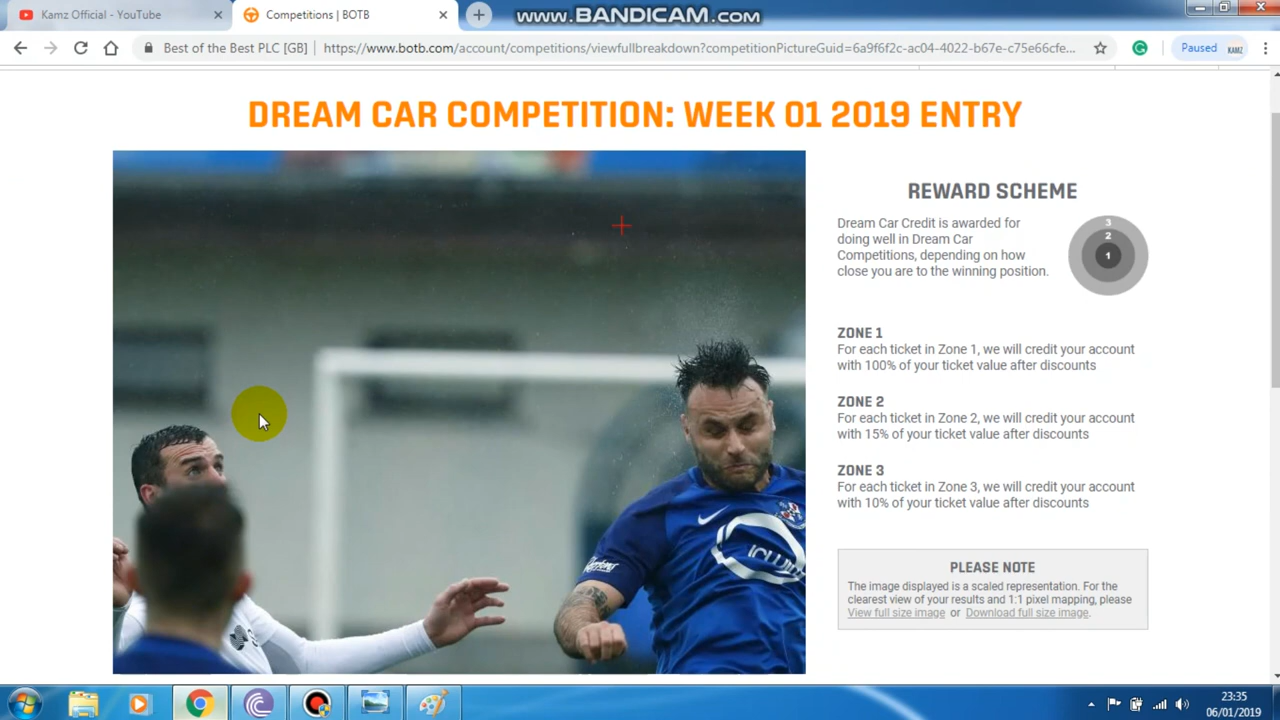 Kamz Official - YouTube
Competitions | BOTB
www.BANDICAM.com
Best of the Best PLC [GB] | https://www.botb.com/account/competitions/viewfullbreakdown?competitionPictureGuid=6a9f6f2c-ac04-4022-b67e-c75e66cfe...
Paused
KAMZ
DREAM CAR COMPETITION: WEEK 01 2019 ENTRY
REWARD SCHEME
Dream Car Credit is awarded for
doing well in Dream Car
Competitions, depending on how
close you are to the winning position.
3
2
1
ZONE 1
For each ticket in Zone 1, we will credit your account
with 100% of your ticket value after discounts
ZONE 2
For each ticket in Zone 2, we will credit your account
with 15% of your ticket value after discounts
ZONE 3
For each ticket in Zone 3, we will credit your account
with 10% of your ticket value after discounts
PLEASE NOTE
The image displayed is a scaled representation. For the
clearest view of your results and 1:1 pixel mapping, please
View full size image or Download full size image.
23:35
06/01/2019